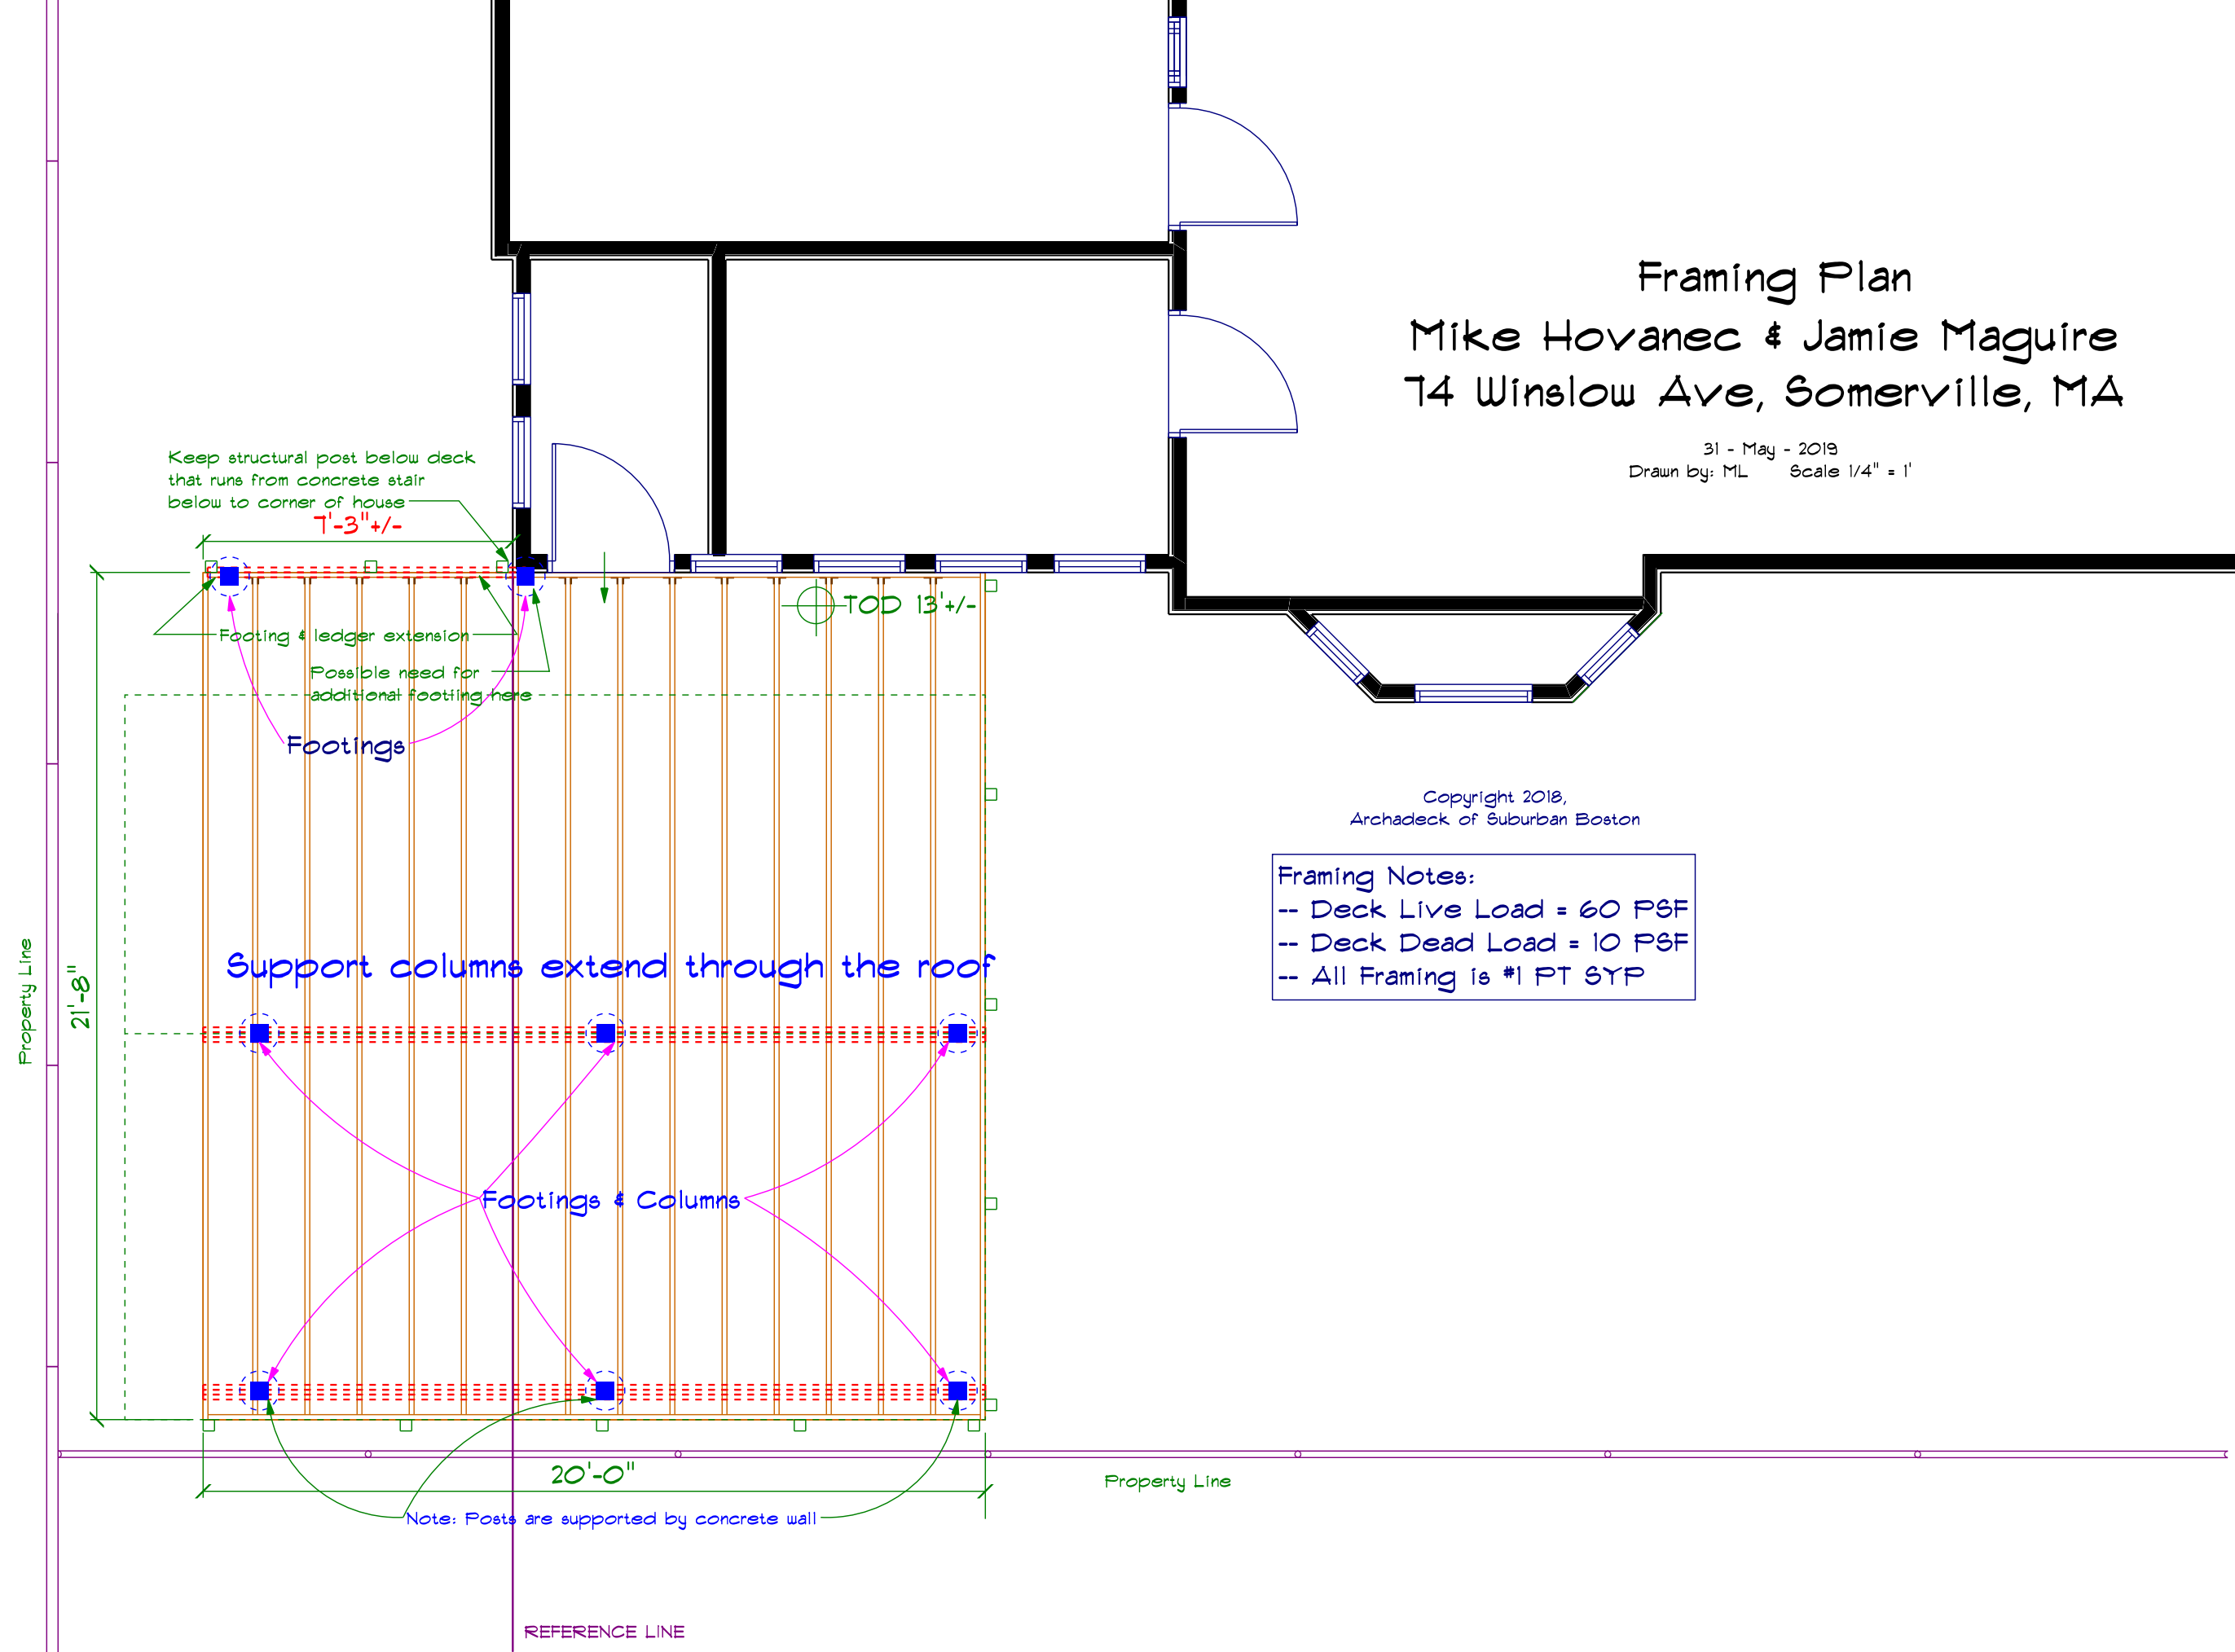 Framing Plan
Mike Hovanec & Jamie Maguire
74 Winslow Ave, Somerville, MA
31 - May - 2019
Drawn by: ML Scale 1/4" = 1'
Keep structural post below deck
that runs from concrete stair
below to corner of house
7'-3"+/-
TOD 13'+/-
Footing & ledger extension
Possible need for
additional footiing here
Footings
Copyright 2018,
Archadeck of Suburban Boston
Framing Notes:
-- Deck Live Load = 60 PSF
-- Deck Dead Load = 10 PSF
-- All Framing is #1 PT SYP
Support columns extend through the roof
Property Line
21'-8"
Footings & Columns
20'-0"
Property Line
Note: Posts are supported by concrete wall
REFERENCE LINE